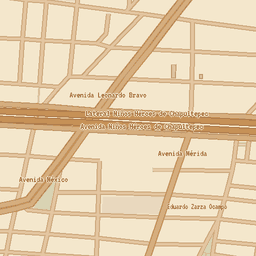 Avenida Leonardo Bravo
Lateral Niños Héroes de Chapultepec
Avenida Niños Héroes de Chapultepec
Avenida Mérida
Avenida México
Eduardo Zarza Ocampo